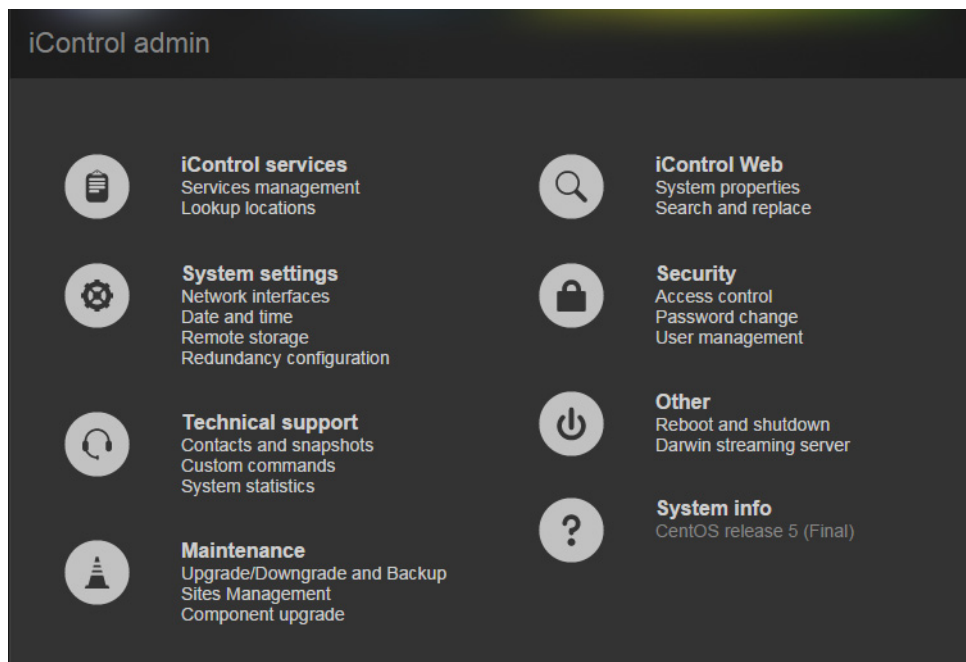 iControl admin
iControl services
Services management
Lookup locations
System settings
Network interfaces
Date and time
Remote storage
Redundancy configuration
Technical support
Contacts and snapshots
Custom commands
System statistics
Maintenance
Upgrade/Downgrade and Backup
Sites Management
Component upgrade
iControl Web
System properties
Search and replace
Security
Access control
Password change
User management
Other
Reboot and shutdown
Darwin streaming server
System info
CentOS release 5 (Final)